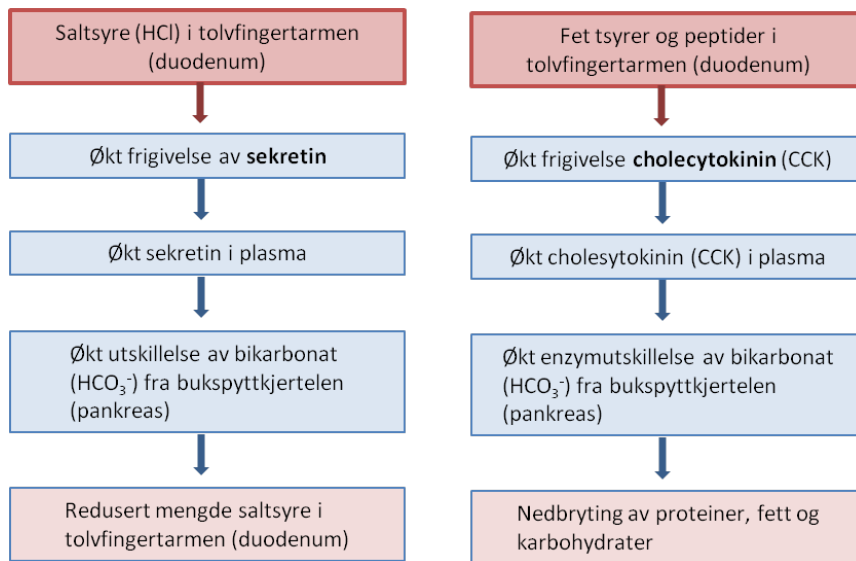 Saltsyre (HCl) i tolvfingertarmen
(duodenum)
Økt frigivelse av sekretin
Økt sekretin i plasma
Økt utskillelse av bikarbonat
(HCO₃⁻) fra bukspyttkjertelen
(pankreas)
Redusert mengde saltsyre i
tolvfingertarmen (duodenum)
Fet tsyrer og peptider i
tolvfingertarmen (duodenum)
Økt frigivelse cholecytokinin (CCK)
Økt cholesytokinin (CCK) i plasma
Økt enzymutskillelse av bikarbonat
(HCO₃⁻) fra bukspyttkjertelen
(pankreas)
Nedbryting av proteiner, fett og
karbohydrater